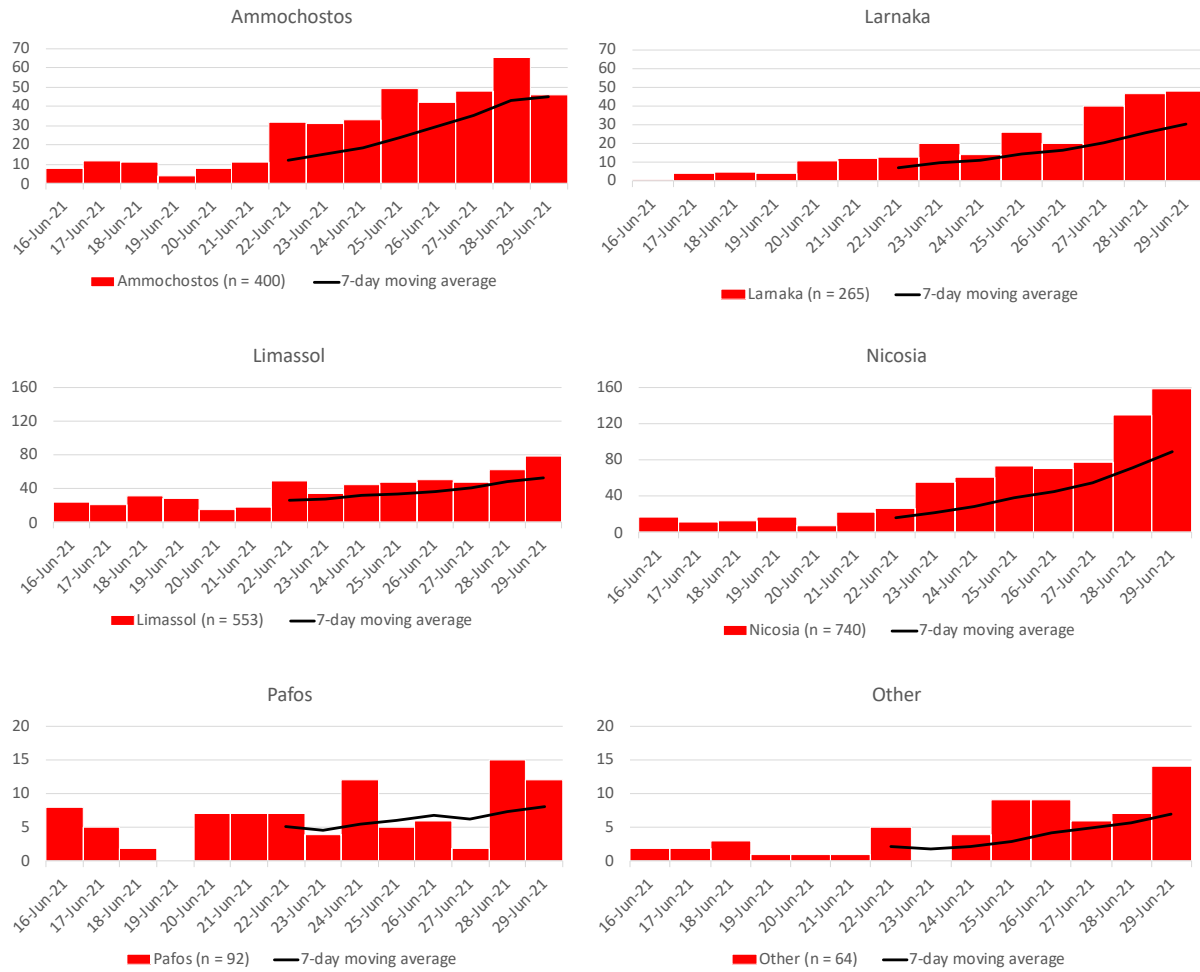 Ammochostos
70
60
50
40
30
20
10
0
16-Jun-21
17-Jun-21
18-Jun-21
19-Jun-21
20-Jun-21
21-Jun-21
22-Jun-21
23-Jun-21
24-Jun-21
25-Jun-21
26-Jun-21
27-Jun-21
28-Jun-21
29-Jun-21
Ammochostos (n = 400) 7-day moving average
Larnaka
70
60
50
40
30
20
10
0
16-Jun-21
17-Jun-21
18-Jun-21
19-Jun-21
20-Jun-21
21-Jun-21
22-Jun-21
23-Jun-21
24-Jun-21
25-Jun-21
26-Jun-21
27-Jun-21
28-Jun-21
29-Jun-21
Larnaka (n = 265) 7-day moving average
Limassol
160
120
80
40
0
16-Jun-21
17-Jun-21
18-Jun-21
19-Jun-21
20-Jun-21
21-Jun-21
22-Jun-21
23-Jun-21
24-Jun-21
25-Jun-21
26-Jun-21
27-Jun-21
28-Jun-21
29-Jun-21
Limassol (n = 553) 7-day moving average
Nicosia
160
120
80
40
0
16-Jun-21
17-Jun-21
18-Jun-21
19-Jun-21
20-Jun-21
21-Jun-21
22-Jun-21
23-Jun-21
24-Jun-21
25-Jun-21
26-Jun-21
27-Jun-21
28-Jun-21
29-Jun-21
Nicosia (n = 740) 7-day moving average
Pafos
20
15
10
5
0
16-Jun-21
17-Jun-21
18-Jun-21
19-Jun-21
20-Jun-21
21-Jun-21
22-Jun-21
23-Jun-21
24-Jun-21
25-Jun-21
26-Jun-21
27-Jun-21
28-Jun-21
29-Jun-21
Pafos (n = 92) 7-day moving average
Other
20
15
10
5
0
16-Jun-21
17-Jun-21
18-Jun-21
19-Jun-21
20-Jun-21
21-Jun-21
22-Jun-21
23-Jun-21
24-Jun-21
25-Jun-21
26-Jun-21
27-Jun-21
28-Jun-21
29-Jun-21
Other (n = 64) 7-day moving average